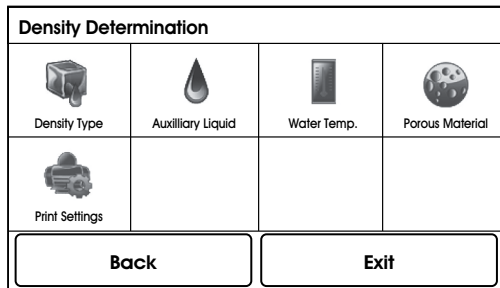 Density Determination
Density Type
Auxilliary Liquid
Water Temp.
Porous Material
Print Settings
Back
Exit